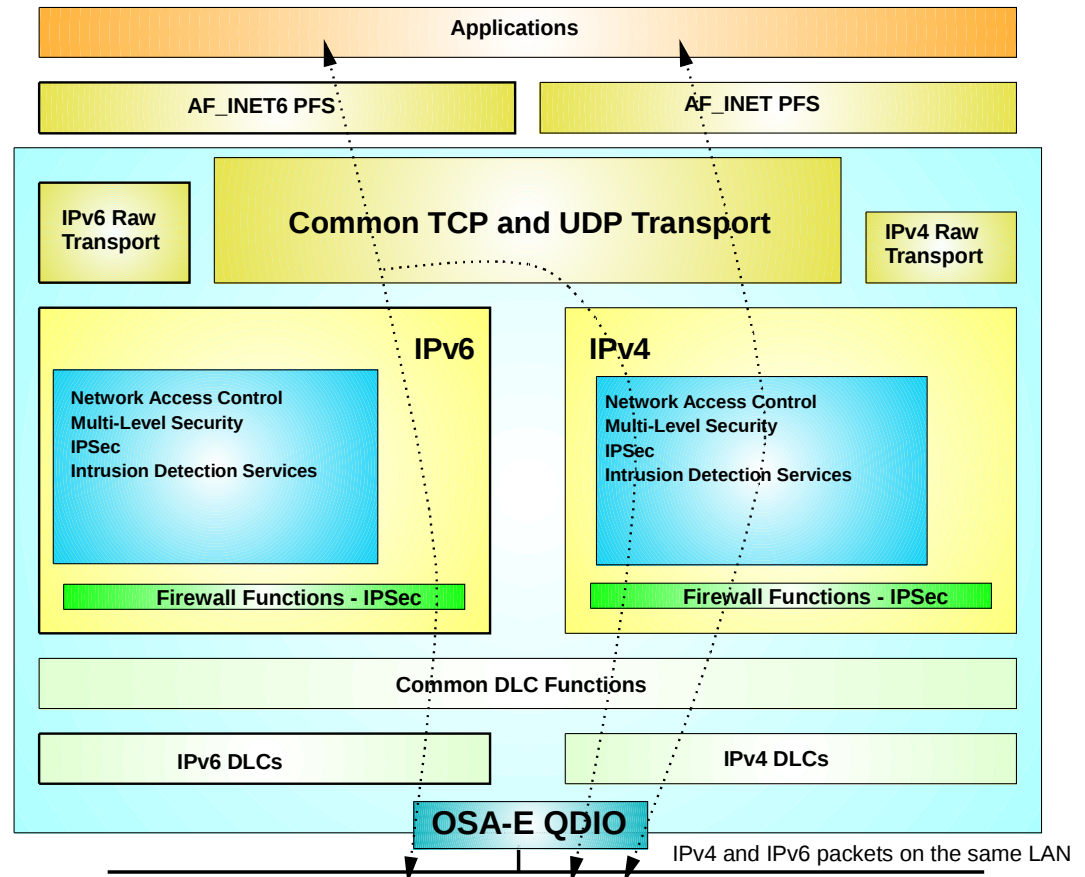 Applications
AF_INET6 PFS
AF_INET PFS
IPv6 Raw
Transport
Common TCP and UDP Transport
IPv4 Raw
Transport
IPv6
Network Access Control
Multi-Level Security
IPSec
Intrusion Detection Services
Firewall Functions - IPSec
IPv4
Network Access Control
Multi-Level Security
IPSec
Intrusion Detection Services
Firewall Functions - IPSec
Common DLC Functions
IPv6 DLCs
IPv4 DLCs
OSA-E QDIO
IPv4 and IPv6 packets on the same LAN